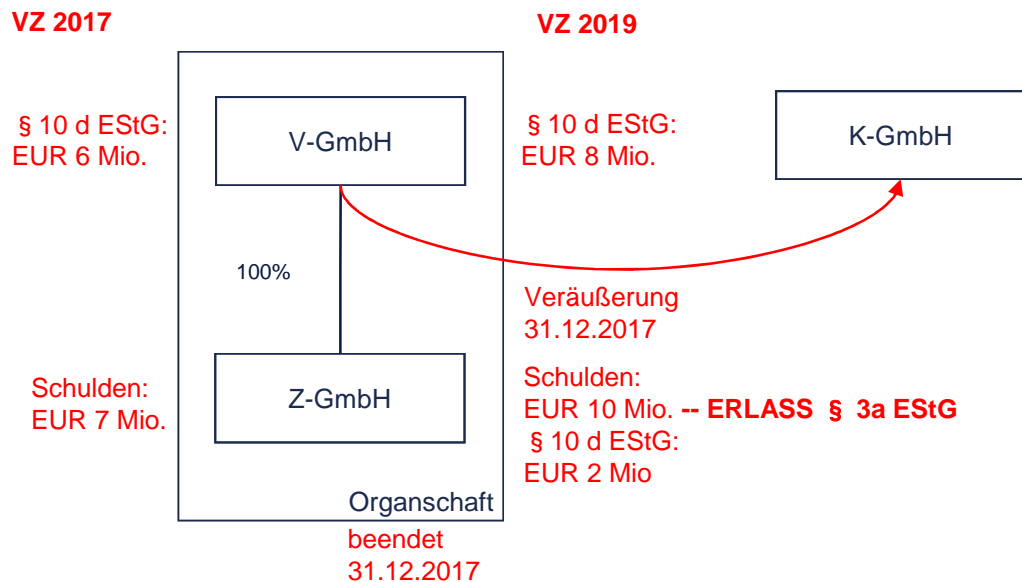 VZ 2017
VZ 2019
§ 10 d EStG:
EUR 6 Mio.
V-GmbH
§ 10 d EStG:
EUR 8 Mio.
K-GmbH
100%
Veräußerung
31.12.2017
Schulden:
EUR 7 Mio.
Z-GmbH
Schulden:
EUR 10 Mio. -- ERLASS § 3a EStG
§ 10 d EStG:
EUR 2 Mio
Organschaft
beendet
31.12.2017